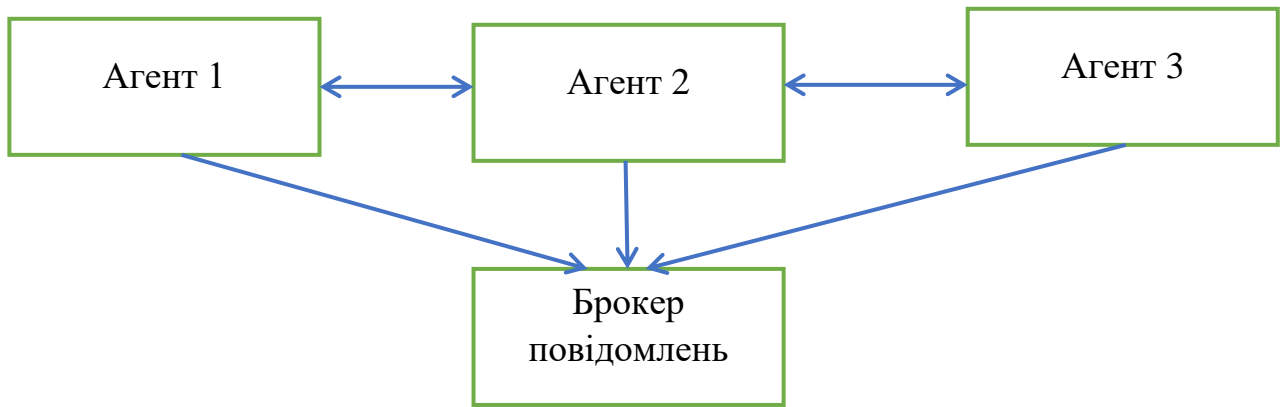 Агент 1
Агент 2
Агент 3
Брокер
повідомлень